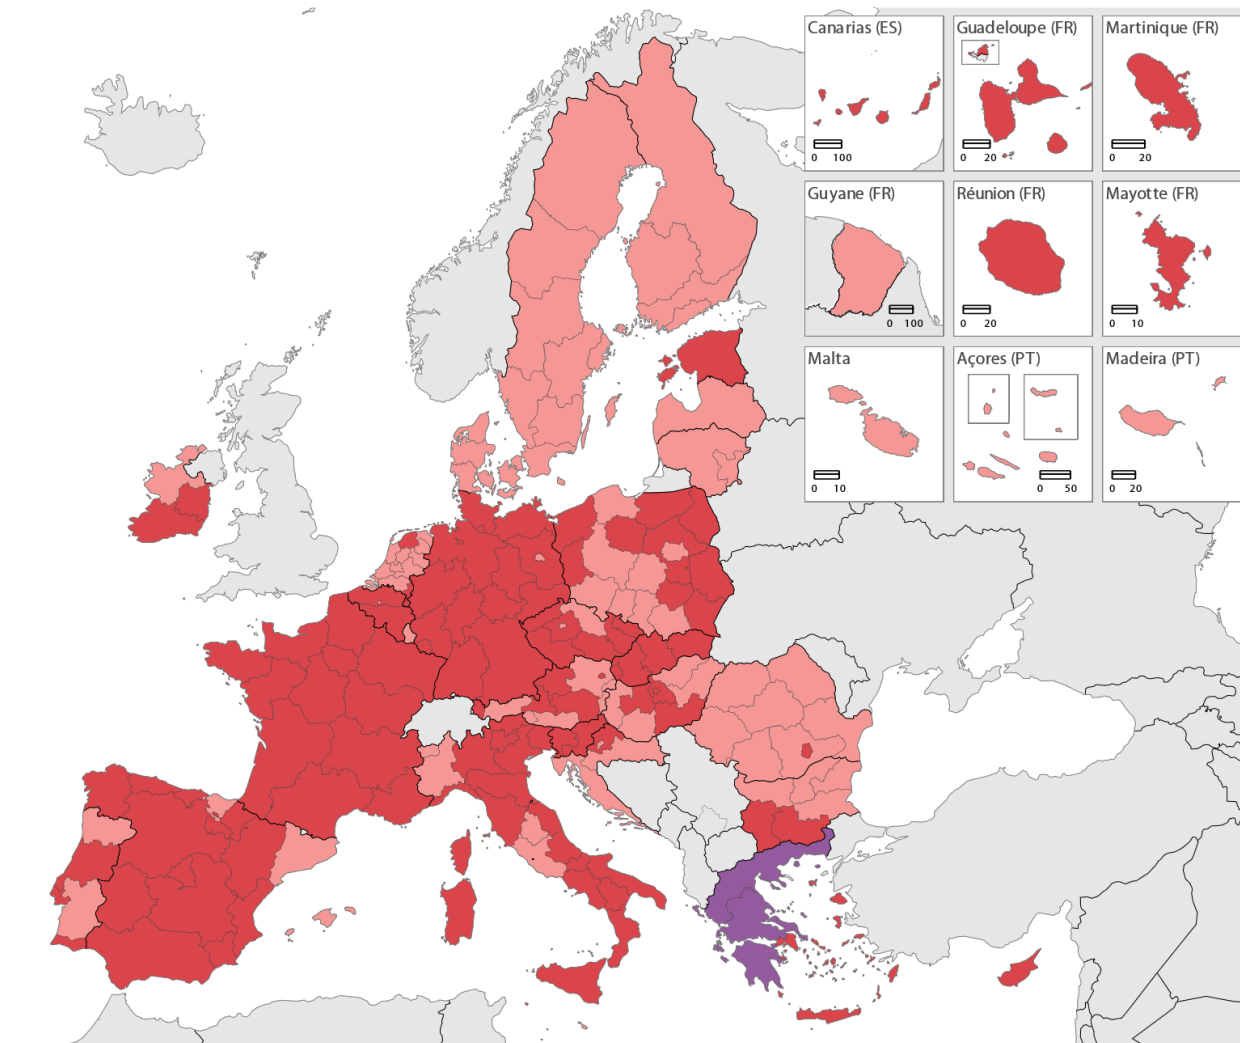 Canarias (ES)
0 100
Guadeloupe (FR)
0 20
Martinique (FR)
0 20
Guyane (FR)
0 100
Réunion (FR)
0 20
Mayotte (FR)
0 10
Malta
0 10
Açores (PT)
0 50
Madeira (PT)
0 20